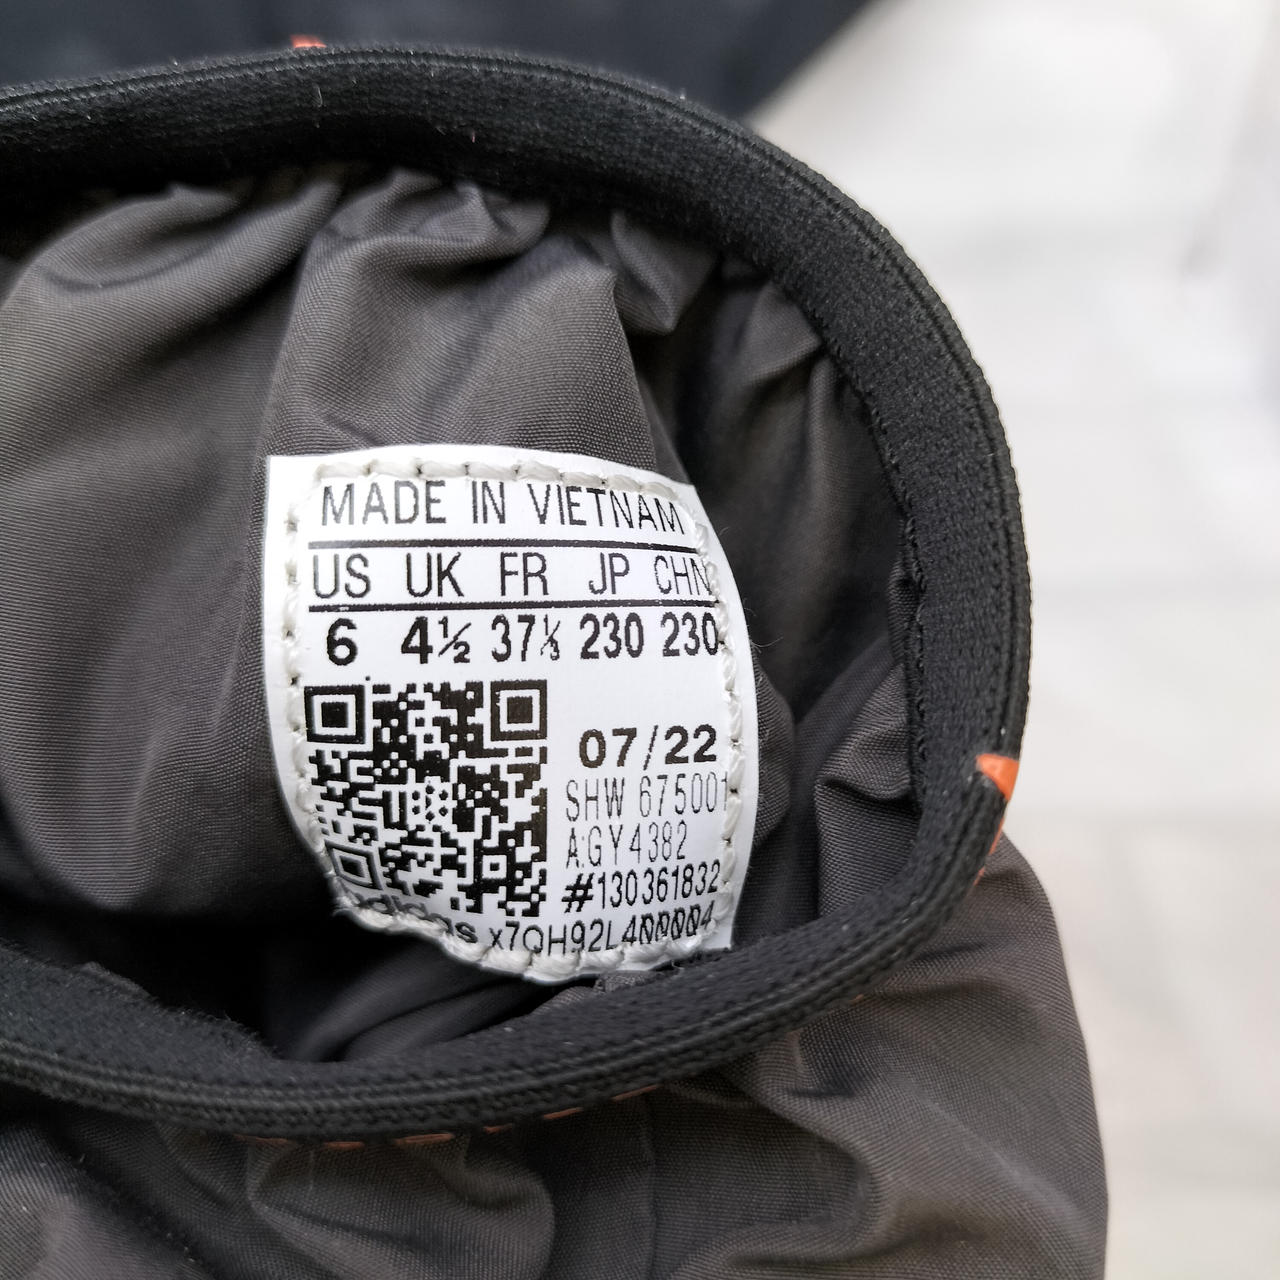 MADE IN VIETNAM
US UK FR JP CHN
6 4½ 37⅓ 230 230
07/22
SHW 675001
A:GY4382
#130361832
adidas x7QH92L400004